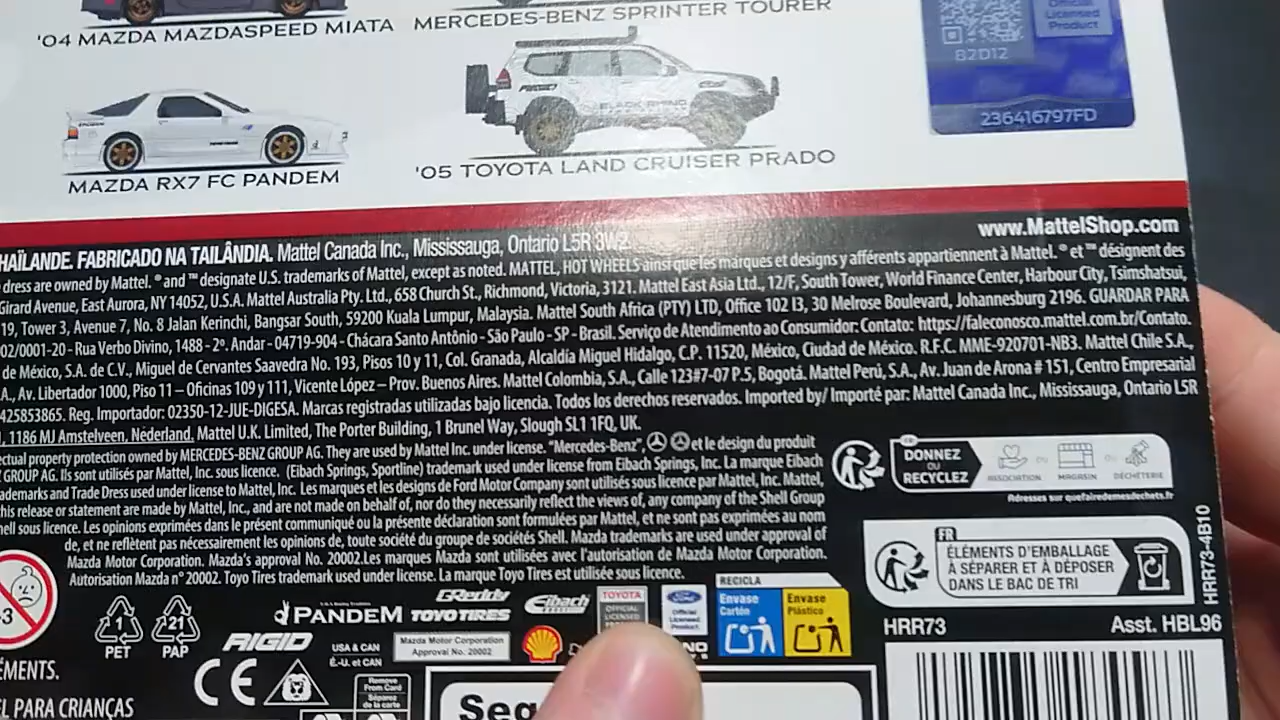 '04 MAZDA MAZDASPEED MIATA
MERCEDES-BENZ SPRINTER TOURER
Official
Licensed
Product
82D12
236416797FD
MAZDA RX7 FC PANDEM
BLACK RHINO
'05 TOYOTA LAND CRUISER PRADO
www.MattelShop.com
HAÏLANDE. FABRICADO NA TAILÂNDIA. Mattel Canada Inc., Mississauga, Ontario L5R 3W2.
dress are owned by Mattel. ® and ™ designate U.S. trademarks of Mattel, except as noted. MATTEL, HOT WHEELS ainsi que les marques et designs y afférents appartiennent à Mattel. ® et ™ désignent des
Girard Avenue, East Aurora, NY 14052, U.S.A. Mattel Australia Pty. Ltd., 658 Church St., Richmond, Victoria, 3121. Mattel East Asia Ltd., 12/F, South Tower, World Finance Center, Harbour City, Tsimshatsui,
19, Tower 3, Avenue 7, No. 8 Jalan Kerinchi, Bangsar South, 59200 Kuala Lumpur, Malaysia. Mattel South Africa (PTY) LTD, Office 102 I3, 30 Melrose Boulevard, Johannesburg 2196. GUARDAR PARA
02/0001-20 - Rua Verbo Divino, 1488 - 2º. Andar - 04719-904 - Chácara Santo Antônio - São Paulo - SP - Brasil. Serviço de Atendimento ao Consumidor: Contato: https://faleconosco.mattel.com.br/Contato.
de México, S.A. de C.V., Miguel de Cervantes Saavedra No. 193, Pisos 10 y 11, Col. Granada, Alcaldía Miguel Hidalgo, C.P. 11520, México, Ciudad de México. R.F.C. MME-920701-NB3. Mattel Chile S.A.,
.A., Av. Libertador 1000, Piso 11 – Oficinas 109 y 111, Vicente López – Prov. Buenos Aires. Mattel Colombia, S.A., Calle 123#7-07 P.5, Bogotá. Mattel Perú, S.A., Av. Juan de Arona # 151, Centro Empresarial
425853865. Reg. Importador: 02350-12-JUE-DIGESA. Marcas registradas utilizadas bajo licencia. Todos los derechos reservados. Imported by/ Importé par: Mattel Canada Inc., Mississauga, Ontario L5R
1186 MJ Amstelveen, Nederland. Mattel U.K. Limited, The Porter Building, 1 Brunel Way, Slough SL1 1FQ, UK.
ectual property protection owned by MERCEDES-BENZ GROUP AG. They are used by Mattel Inc. under license. "Mercedes-Benz", et le design du produit
GROUP AG. Ils sont utilisés par Mattel, Inc. sous licence. (Eibach Springs, Sportline) trademark used under license from Eibach Springs, Inc. La marque Eibach
ademarks and Trade Dress used under license to Mattel, Inc. Les marques et les designs de Ford Motor Company sont utilisés sous licence par Mattel, Inc. Mattel,
this release or statement are made by Mattel, Inc., and are not made on behalf of, nor do they necessarily reflect the views of, any company of the Shell Group
hell sous licence. Les opinions exprimées dans le présent communiqué ou la présente déclaration sont formulées par Mattel, et ne sont pas exprimées au nom
de, et ne reflètent pas nécessairement les opinions de, toute société du groupe de sociétés Shell. Mazda trademarks are used under approval of
Mazda Motor Corporation. Mazda's approval No. 20002.Les marques Mazda sont utilisées avec l'autorisation de Mazda Motor Corporation.
Autorisation Mazda n° 20002. Toyo Tires trademark used under license. La marque Toyo Tires est utilisée sous licence.
FR
DONNEZ
OU
RECYCLEZ
ASSOCIATION
OU
MAGASIN
OU
DÉCHÈTERIE
Adresses sur quefairedemesdechets.fr
FR
ÉLÉMENTS D'EMBALLAGE
À SÉPARER ET À DÉPOSER
DANS LE BAC DE TRI
HRR73-4B10
-3
1
PET
21
PAP
PANDEM
GReddy
TOYO TIRES
Eibach
TOYOTA
OFFICIAL
LICENSED
Ford
Official
Licensed
Product
RECICLA
Envase
Cartón
Envase
Plástico
RIGID
USA & CAN
É.-U. et CAN
Mazda Motor Corporation
Approval No. 20002
HRR73
Asst. HBL96
ÉMENTS.
CE
Remove
From Card
Séparez
de la carte
EL PARA CRIANÇAS
Seg